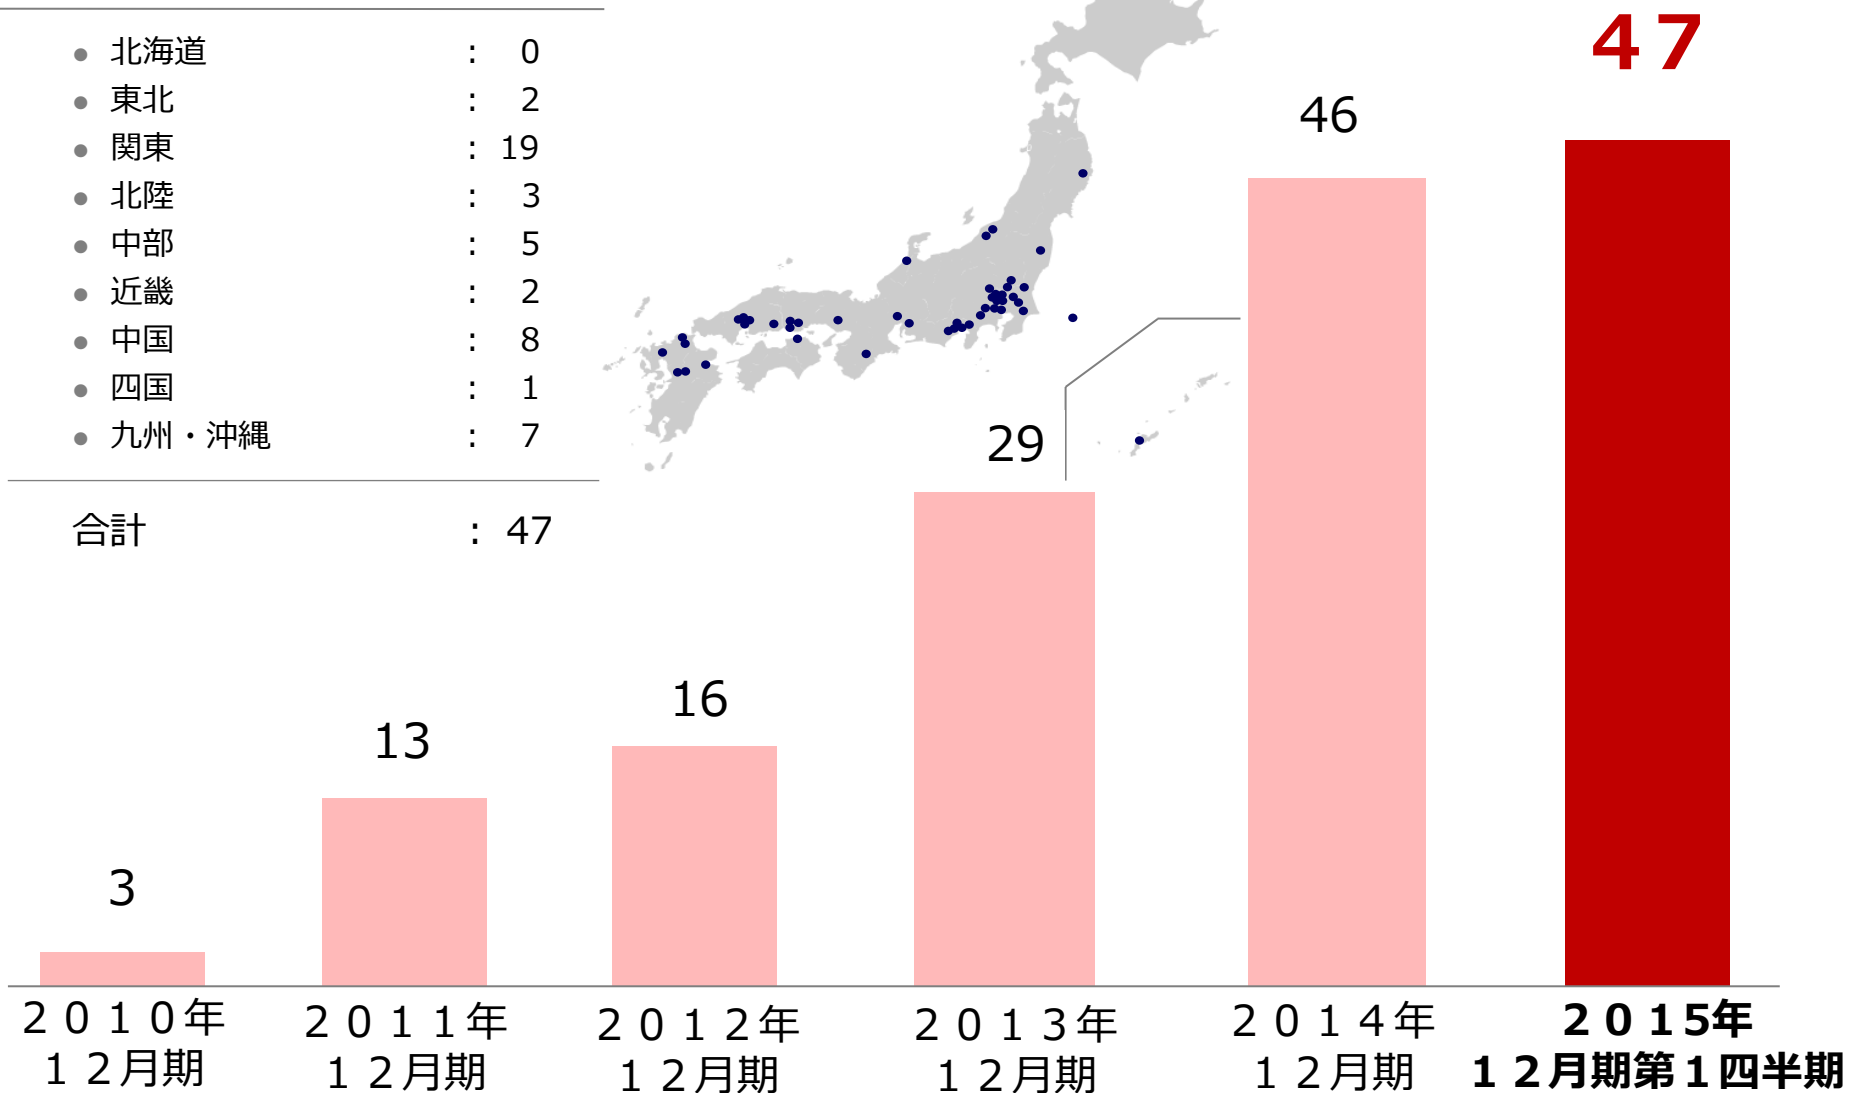 ● 北海道 : 0
● 東北 : 2
● 関東 : 19
● 北陸 : 3
● 中部 : 5
● 近畿 : 2
● 中国 : 8
● 四国 : 1
● 九州・沖縄 : 7
合計 : 47
3
13
16
29
46
47
２０１０年
１２月期
２０１１年
１２月期
２０１２年
１２月期
２０１３年
１２月期
２０１４年
１２月期
２０１５年
１２月期第１四半期